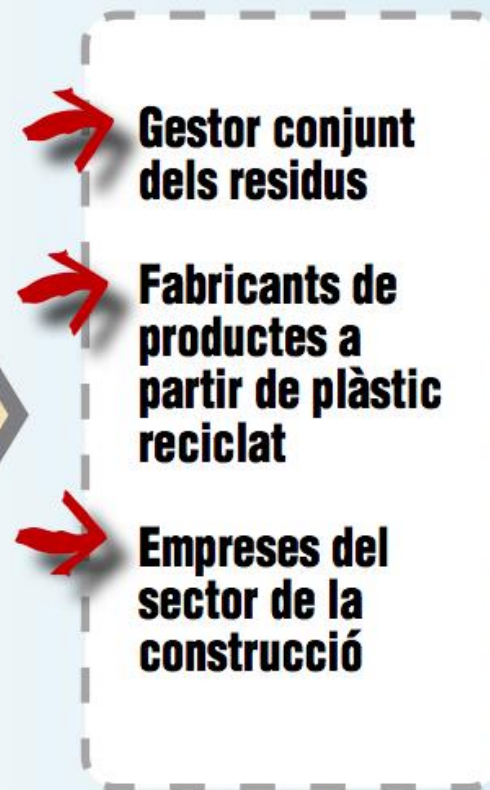 Gestor conjunt
dels residus
Fabricants de
productes a
partir de plàstic
reciclat
Empreses del
sector de la
construcció